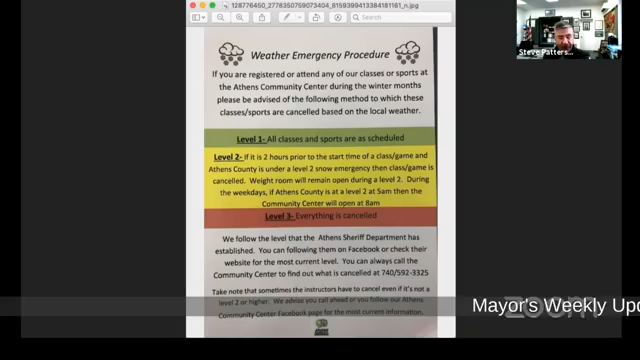 128776450_2778350759073404_8159399413384181161_n.jpg
Search
Steve Patters...
Weather Emergency Procedure
If you are registered or attend any of our classes or sports at
the Athens Community Center during the winter months
please be advised of the following method to which these
classes/sports are cancelled based on the local weather.
Level 1- All classes and sports are as scheduled
Level 2- If it is 2 hours prior to the start time of a class/game and
Athens County is under a level 2 snow emergency then class/game is
cancelled. Weight room will remain open during a level 2. During
the weekdays, if Athens County is at a level 2 at 5am then the
Community Center will open at 8am
Level 3- Everything is cancelled
We follow the level that the Athens Sheriff Department has
established. You can following them on Facebook or check their
website for the most current level. You can always call the
Community Center to find out what is cancelled at 740/592-3325
Take note that sometimes the instructors have to cancel even if it's not a
level 2 or higher. We advise you call ahead or you follow our Athens
Community Center Facebook page for the most current information.
Mayor's Weekly Upd
zoom